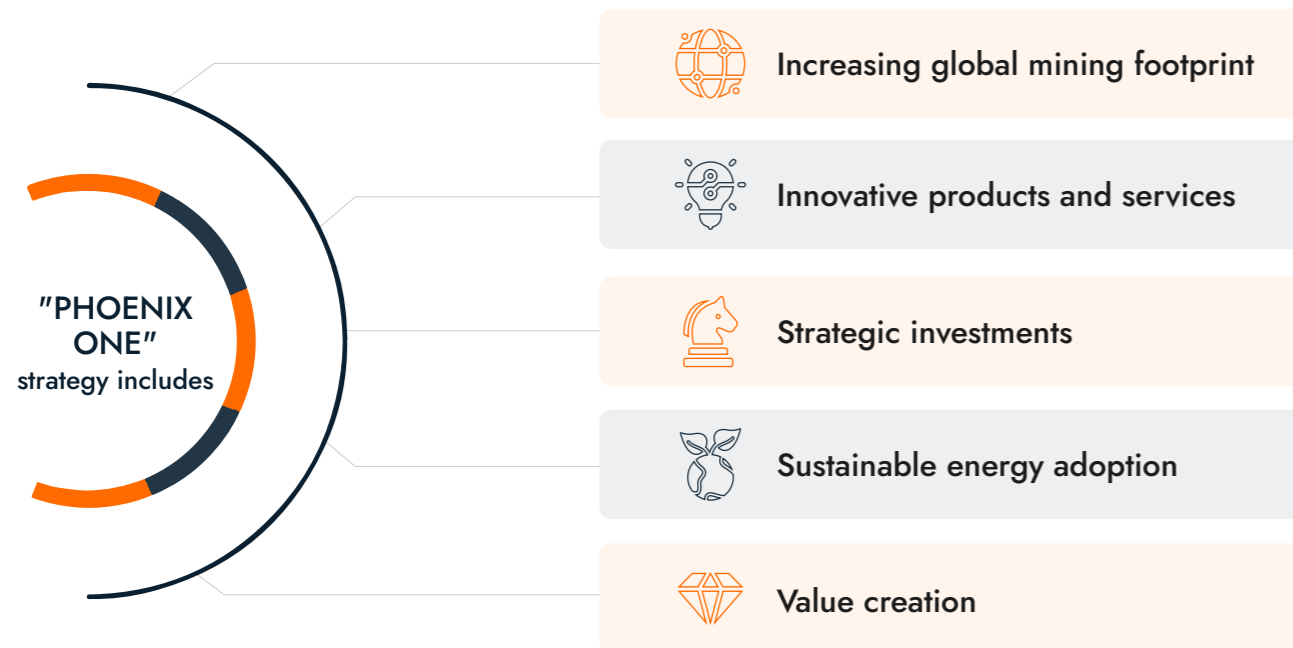 "PHOENIX
ONE"
strategy includes
Increasing global mining footprint
Innovative products and services
Strategic investments
Sustainable energy adoption
Value creation